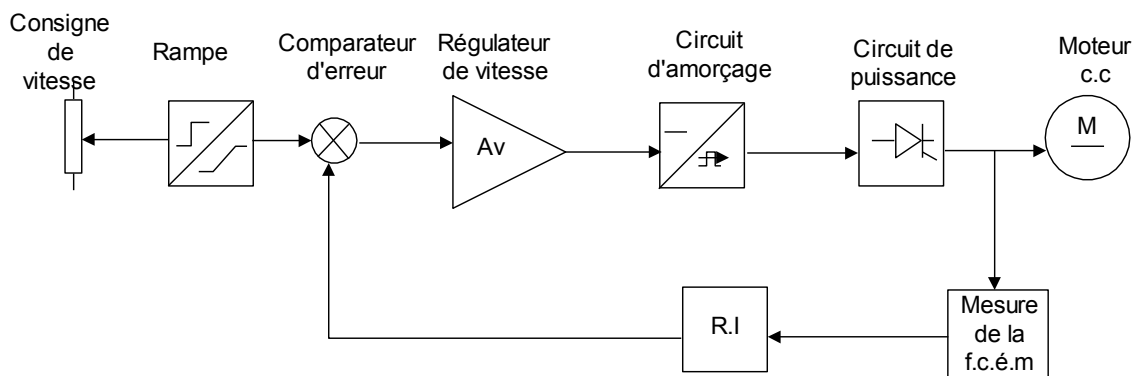 Consigne
de
vitesse
Rampe
Comparateur
d'erreur
Régulateur
de vitesse
Circuit
d'amorçage
Circuit de
puissance
Moteur
c.c
Av
M
R.I
Mesure
de la
f.c.é.m